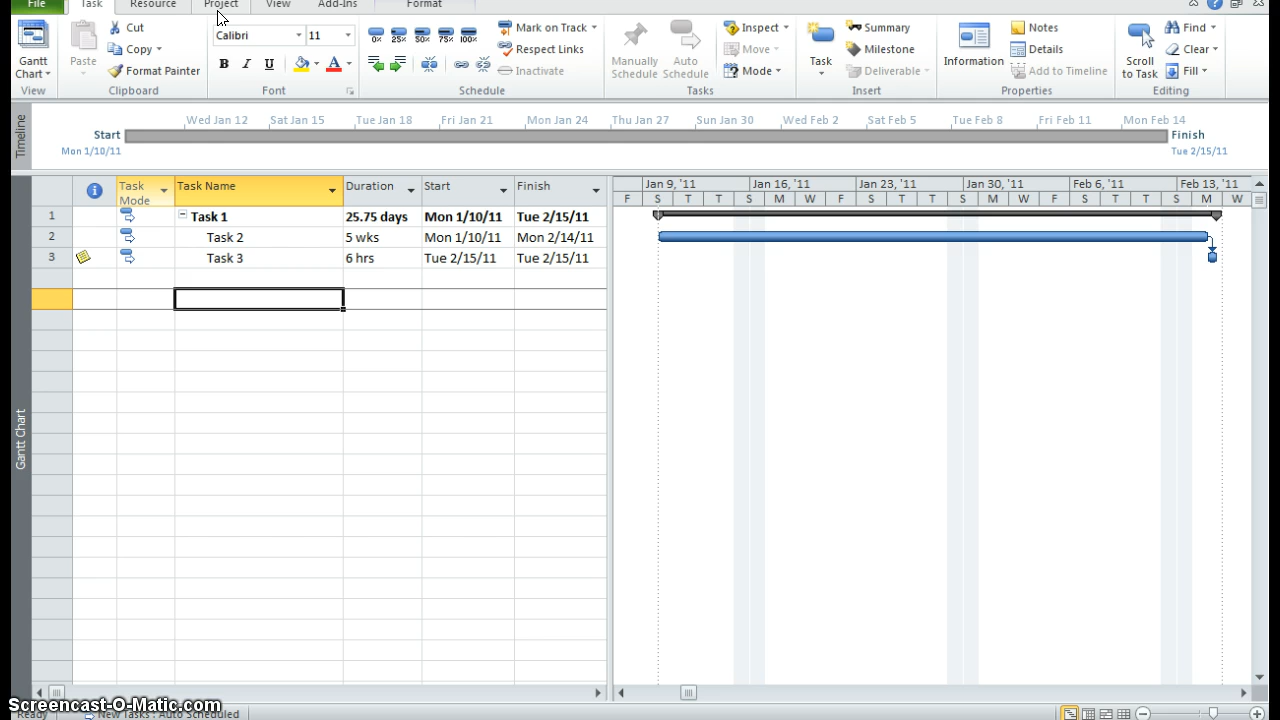 File Task Resource Project View Add-Ins Format
Gantt Chart
View
Paste
Cut
Copy
Format Painter
Clipboard
Calibri 11
B I U A
Font
0% 25% 50% 75% 100%
Mark on Track
Respect Links
Inactivate
Schedule
Manually Schedule
Auto Schedule
Inspect
Move
Mode
Tasks
Task
Summary
Milestone
Deliverable
Insert
Information
Notes
Details
Add to Timeline
Properties
Scroll to Task
Find
Clear
Fill
Editing
Timeline
Wed Jan 12 Sat Jan 15 Tue Jan 18 Fri Jan 21 Mon Jan 24 Thu Jan 27 Sun Jan 30 Wed Feb 2 Sat Feb 5 Tue Feb 8 Fri Feb 11 Mon Feb 14
Start
Mon 1/10/11
Finish
Tue 2/15/11
Gantt Chart
Task Mode Task Name Duration Start Finish
1 Task 1 25.75 days Mon 1/10/11 Tue 2/15/11
2 Task 2 5 wks Mon 1/10/11 Mon 2/14/11
3 Task 3 6 hrs Tue 2/15/11 Tue 2/15/11
Jan 9, '11 Jan 16, '11 Jan 23, '11 Jan 30, '11 Feb 6, '11 Feb 13, '11
F S T T S M W F S T T S M W F S T T S M W
Screencast-O-Matic.com
Ready New Tasks : Auto Scheduled